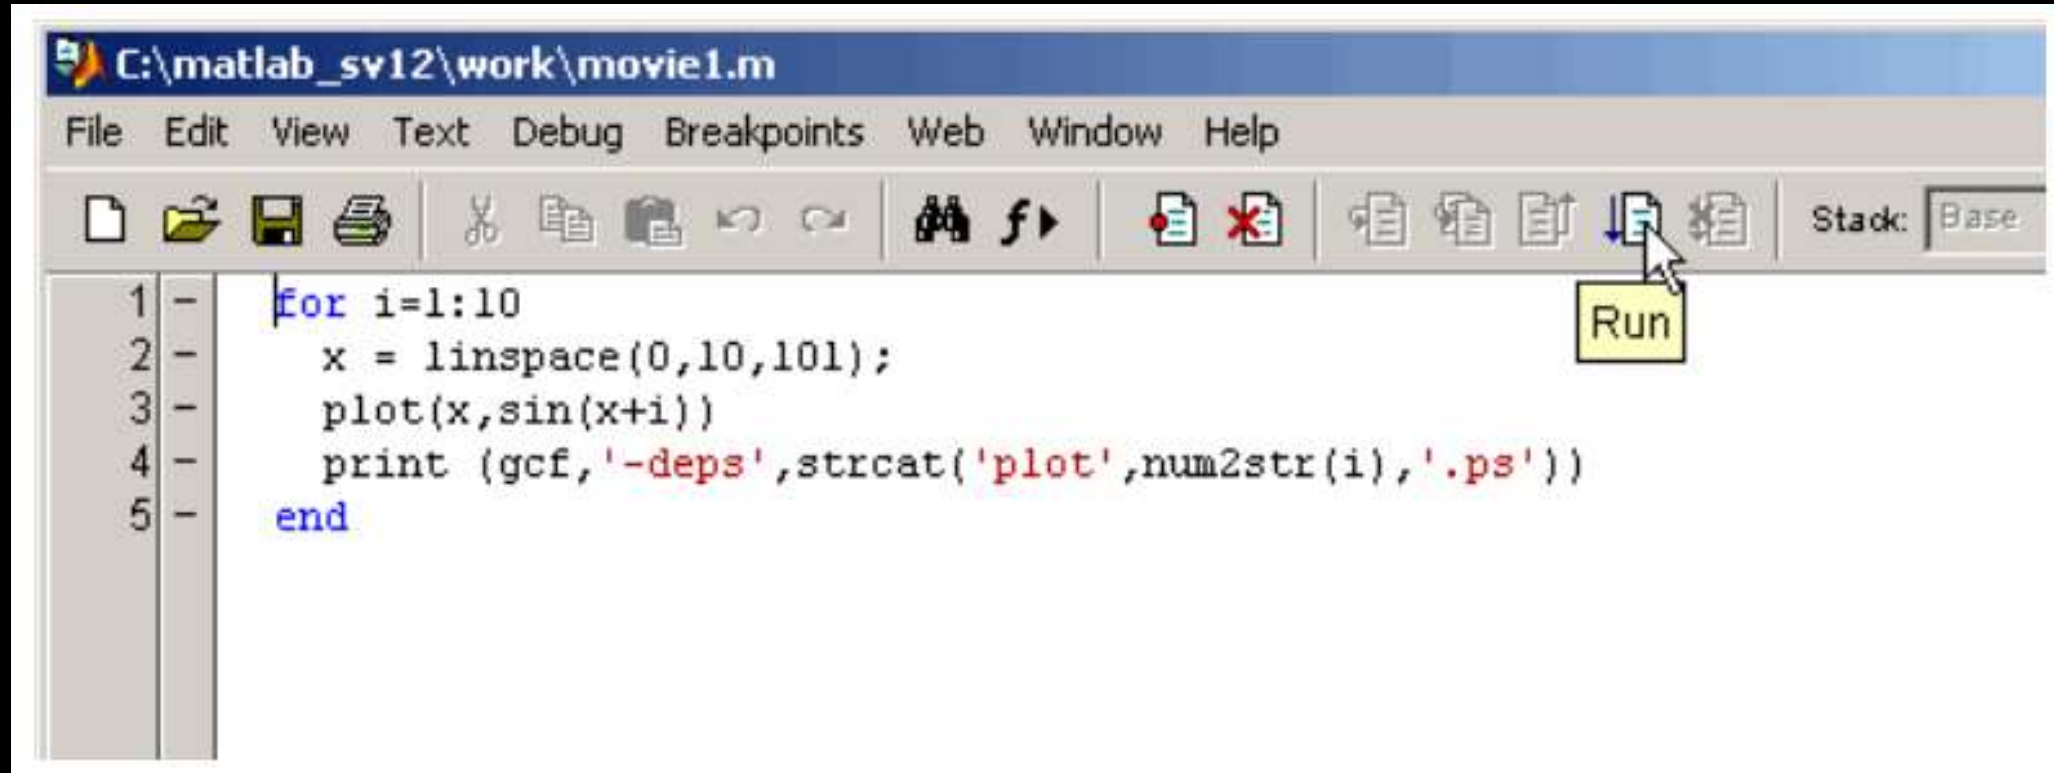 C:\matlab_sv12\work\movie1.m
File Edit View Text Debug Breakpoints Web Window Help
Stack: Base
Run
1 - for i=1:10
2 - x = linspace(0,10,101);
3 - plot(x,sin(x+i))
4 - print (gcf,'-deps',strcat('plot',num2str(i),'.ps'))
5 - end